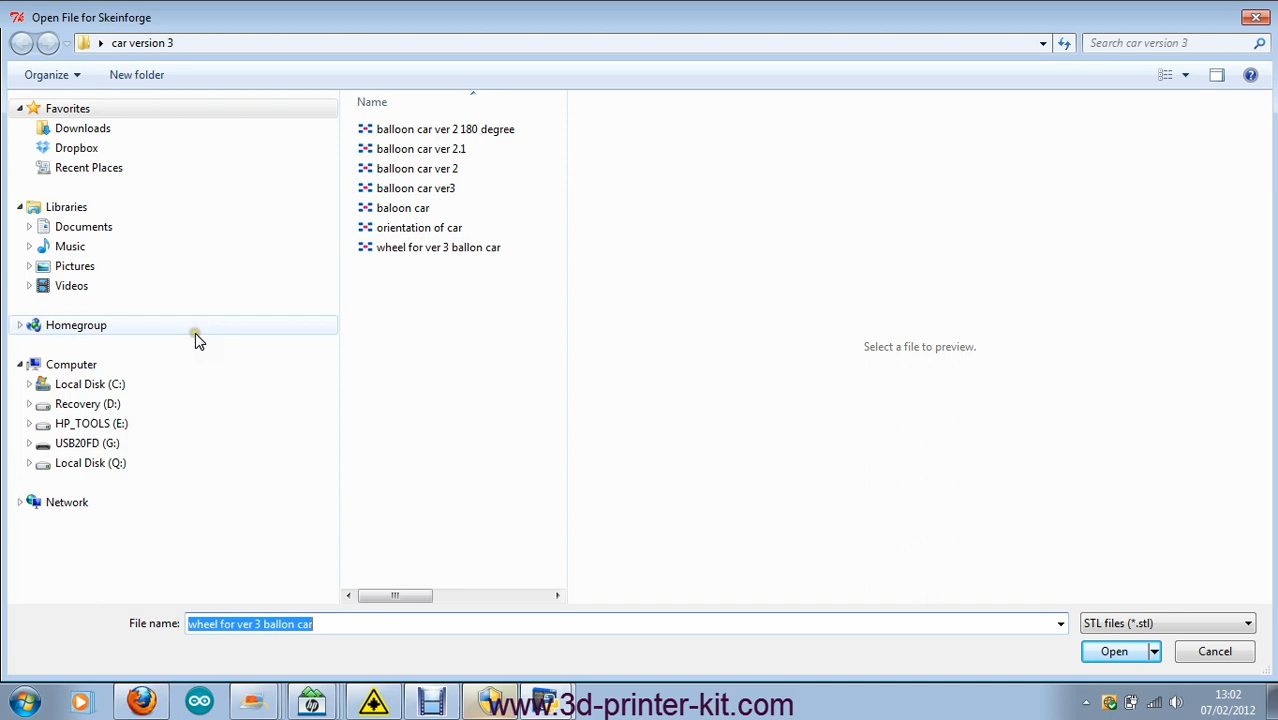 Open File for Skeinforge
car version 3
Search car version 3
Organize
New folder
Favorites
Downloads
Dropbox
Recent Places
Libraries
Documents
Music
Pictures
Videos
Homegroup
Computer
Local Disk (C:)
Recovery (D:)
HP_TOOLS (E:)
USB20FD (G:)
Local Disk (Q:)
Network
Name
balloon car ver 2 180 degree
balloon car ver 2.1
balloon car ver 2
balloon car ver3
baloon car
orientation of car
wheel for ver 3 ballon car
Select a file to preview.
File name:
wheel for ver 3 ballon car
STL files (*.stl)
Open
Cancel
www.3d-printer-kit.com
13:02
07/02/2012